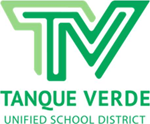 TV
TANQUE VERDE
UNIFIED SCHOOL DISTRICT